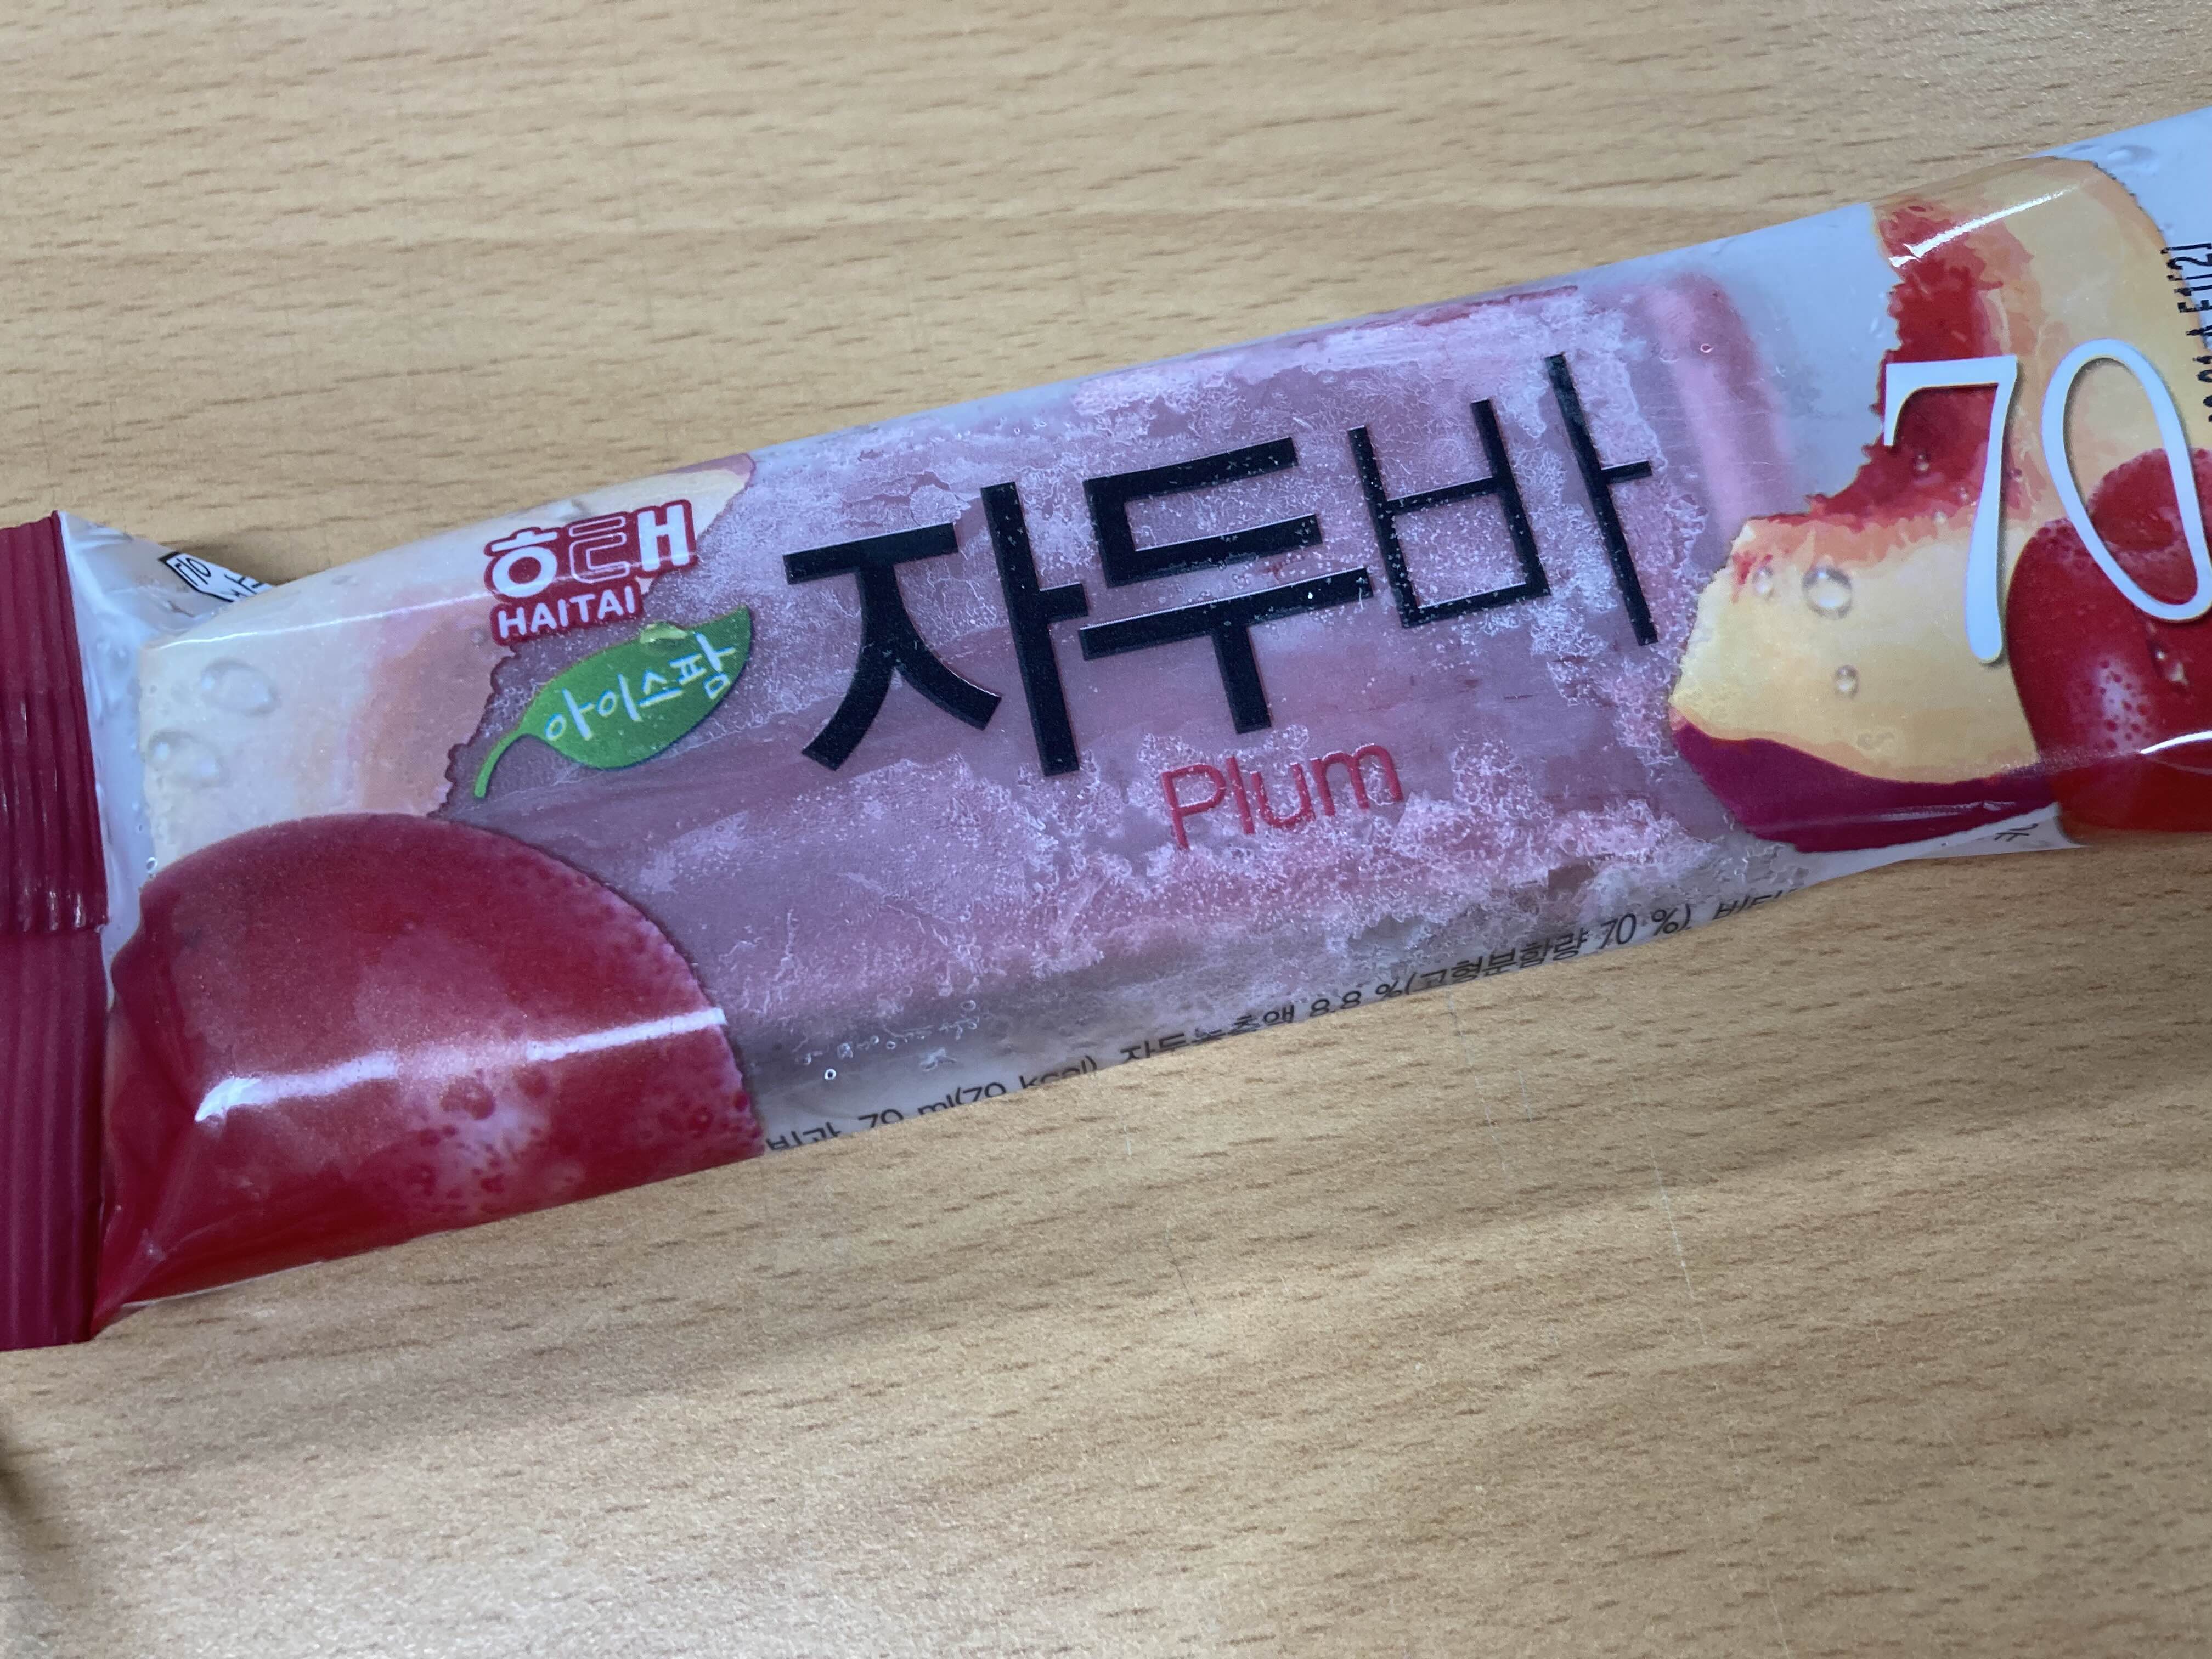 해태
HAITAI
아이스팜
자두바
Plum
70
빙과 70 ml(70 kcal), 자두농축액 8.8 %(고형분함량 70 %),